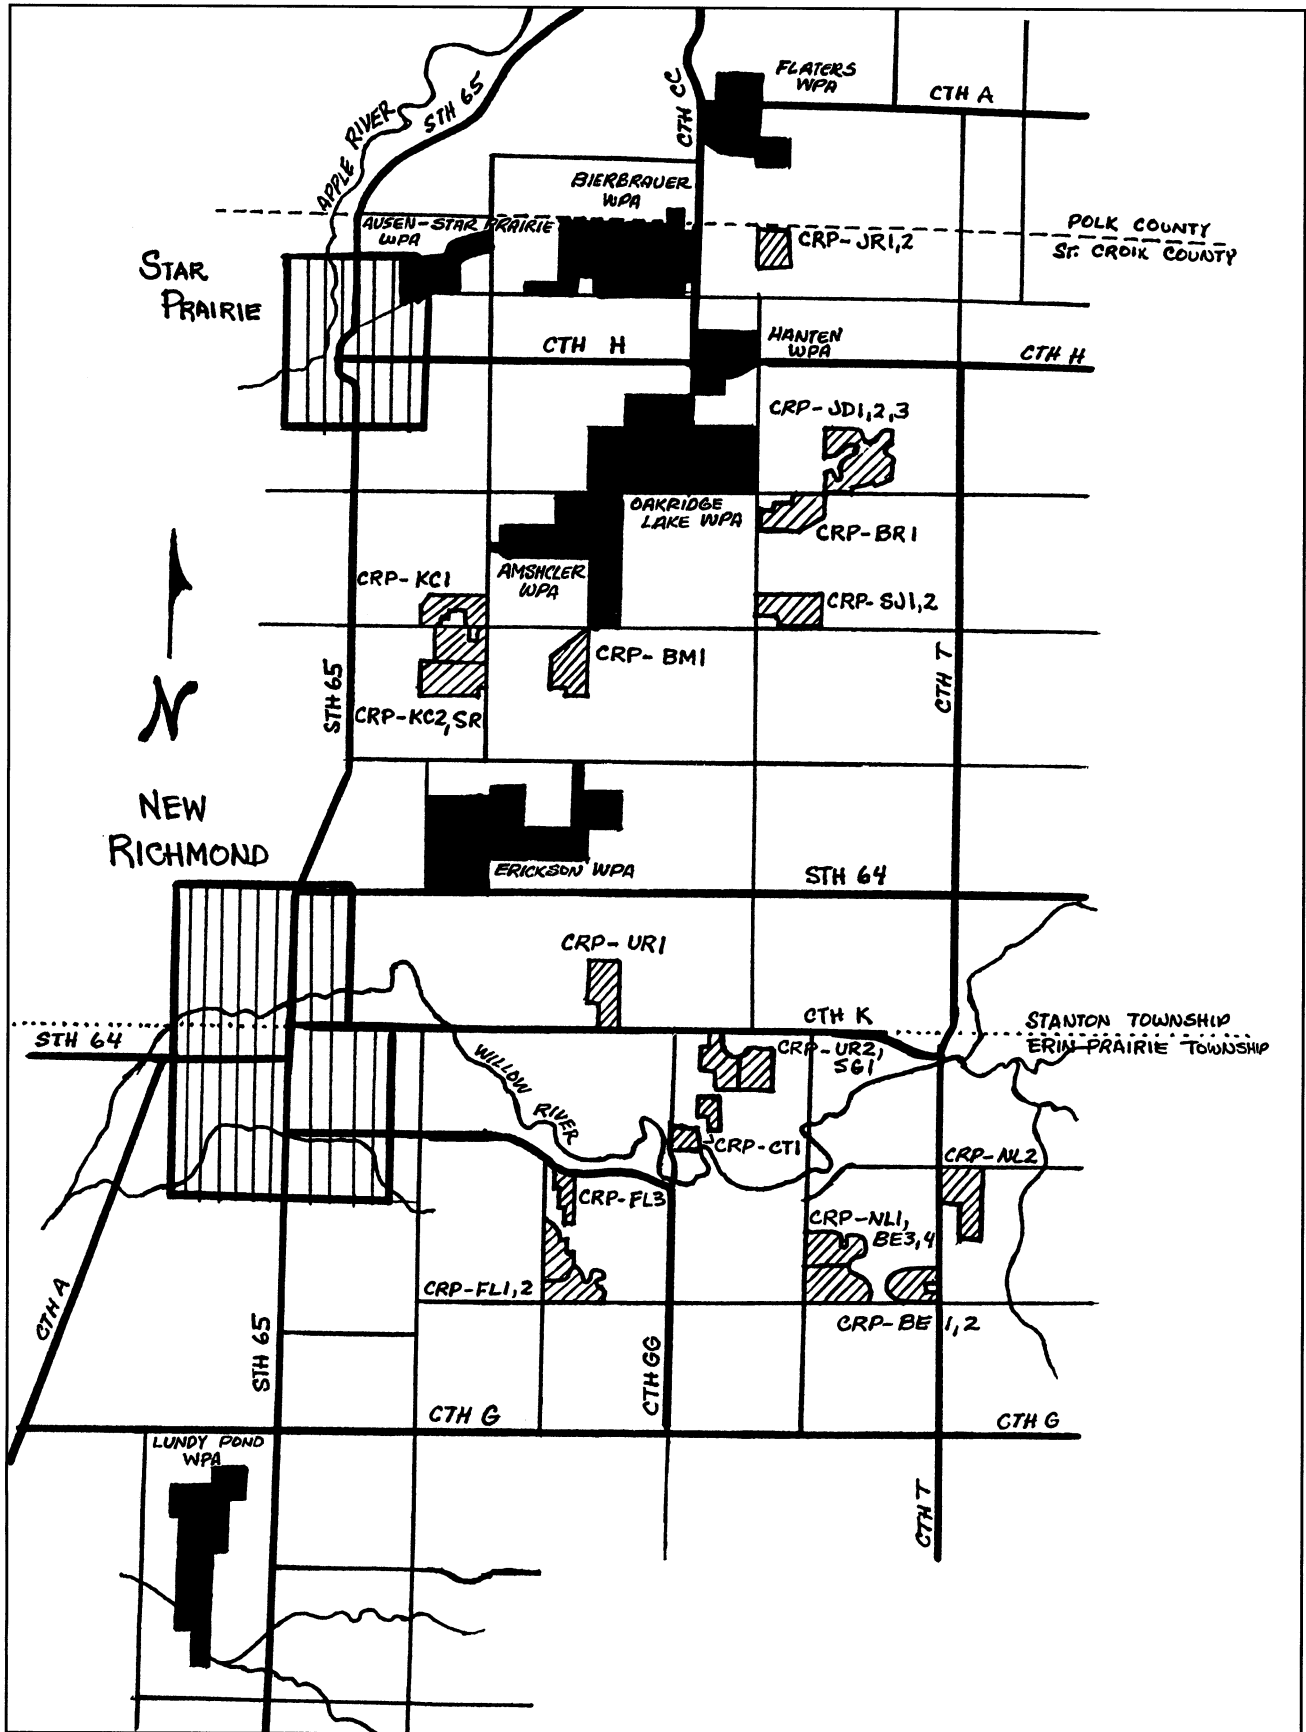 FLATERS
WPA
CTH A
CTH CC
STH 65
APPLE RIVER
BIERBRAUER
WPA
AUSEN-STAR PRAIRIE
WPA
POLK COUNTY
ST. CROIX COUNTY
CRP-JR1,2
STAR
PRAIRIE
HANTEN
WPA
CTH H
CTH H
CRP-JD1,2,3
OAKRIDGE
LAKE WPA
CRP-BR1
AMSHCLER
WPA
CRP-KC1
CRP-SJ1,2
CRP-BM1
CTH T
STH 65
CRP-KC2,SR
N
NEW
RICHMOND
ERICKSON WPA
STH 64
CRP-UR1
CTH K
STANTON TOWNSHIP
ERIN PRAIRIE TOWNSHIP
STH 64
CRP-UR2,
SG1
WILLOW
RIVER
CRP-CT1
CRP-NL2
CRP-FL3
CRP-NL1,
BE3,4
CRP-FL1,2
CRP-BE1,2
CTH A
STH 65
CTH GG
CTH G
CTH G
LUNDY POND
WPA
CTH T